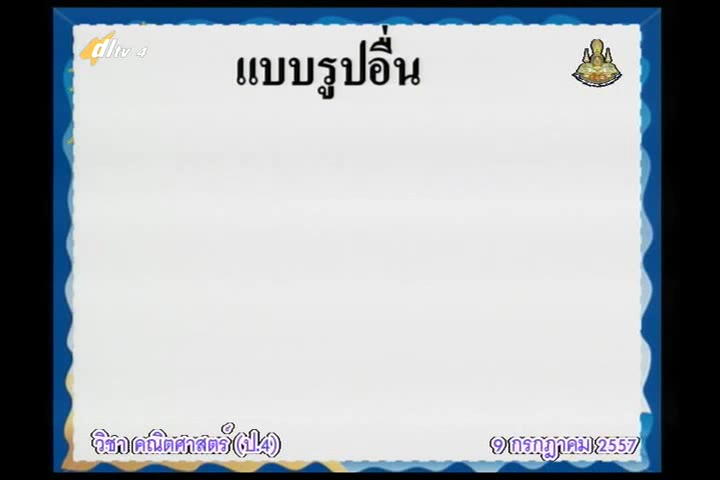 dltv 4
แบบรูปอื่น
วิชา คณิตศาสตร์ (ป.4)
9 กรกฎาคม 2557